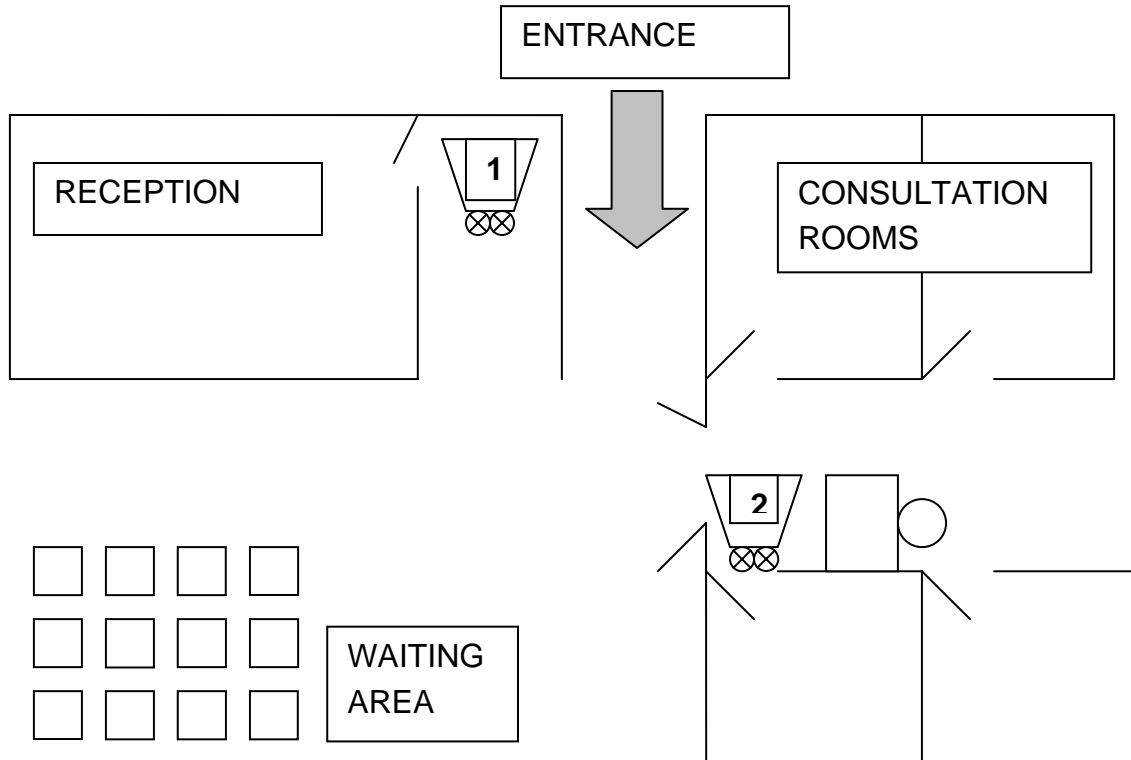 ENTRANCE
RECEPTION
1
CONSULTATION
ROOMS
2
WAITING
AREA